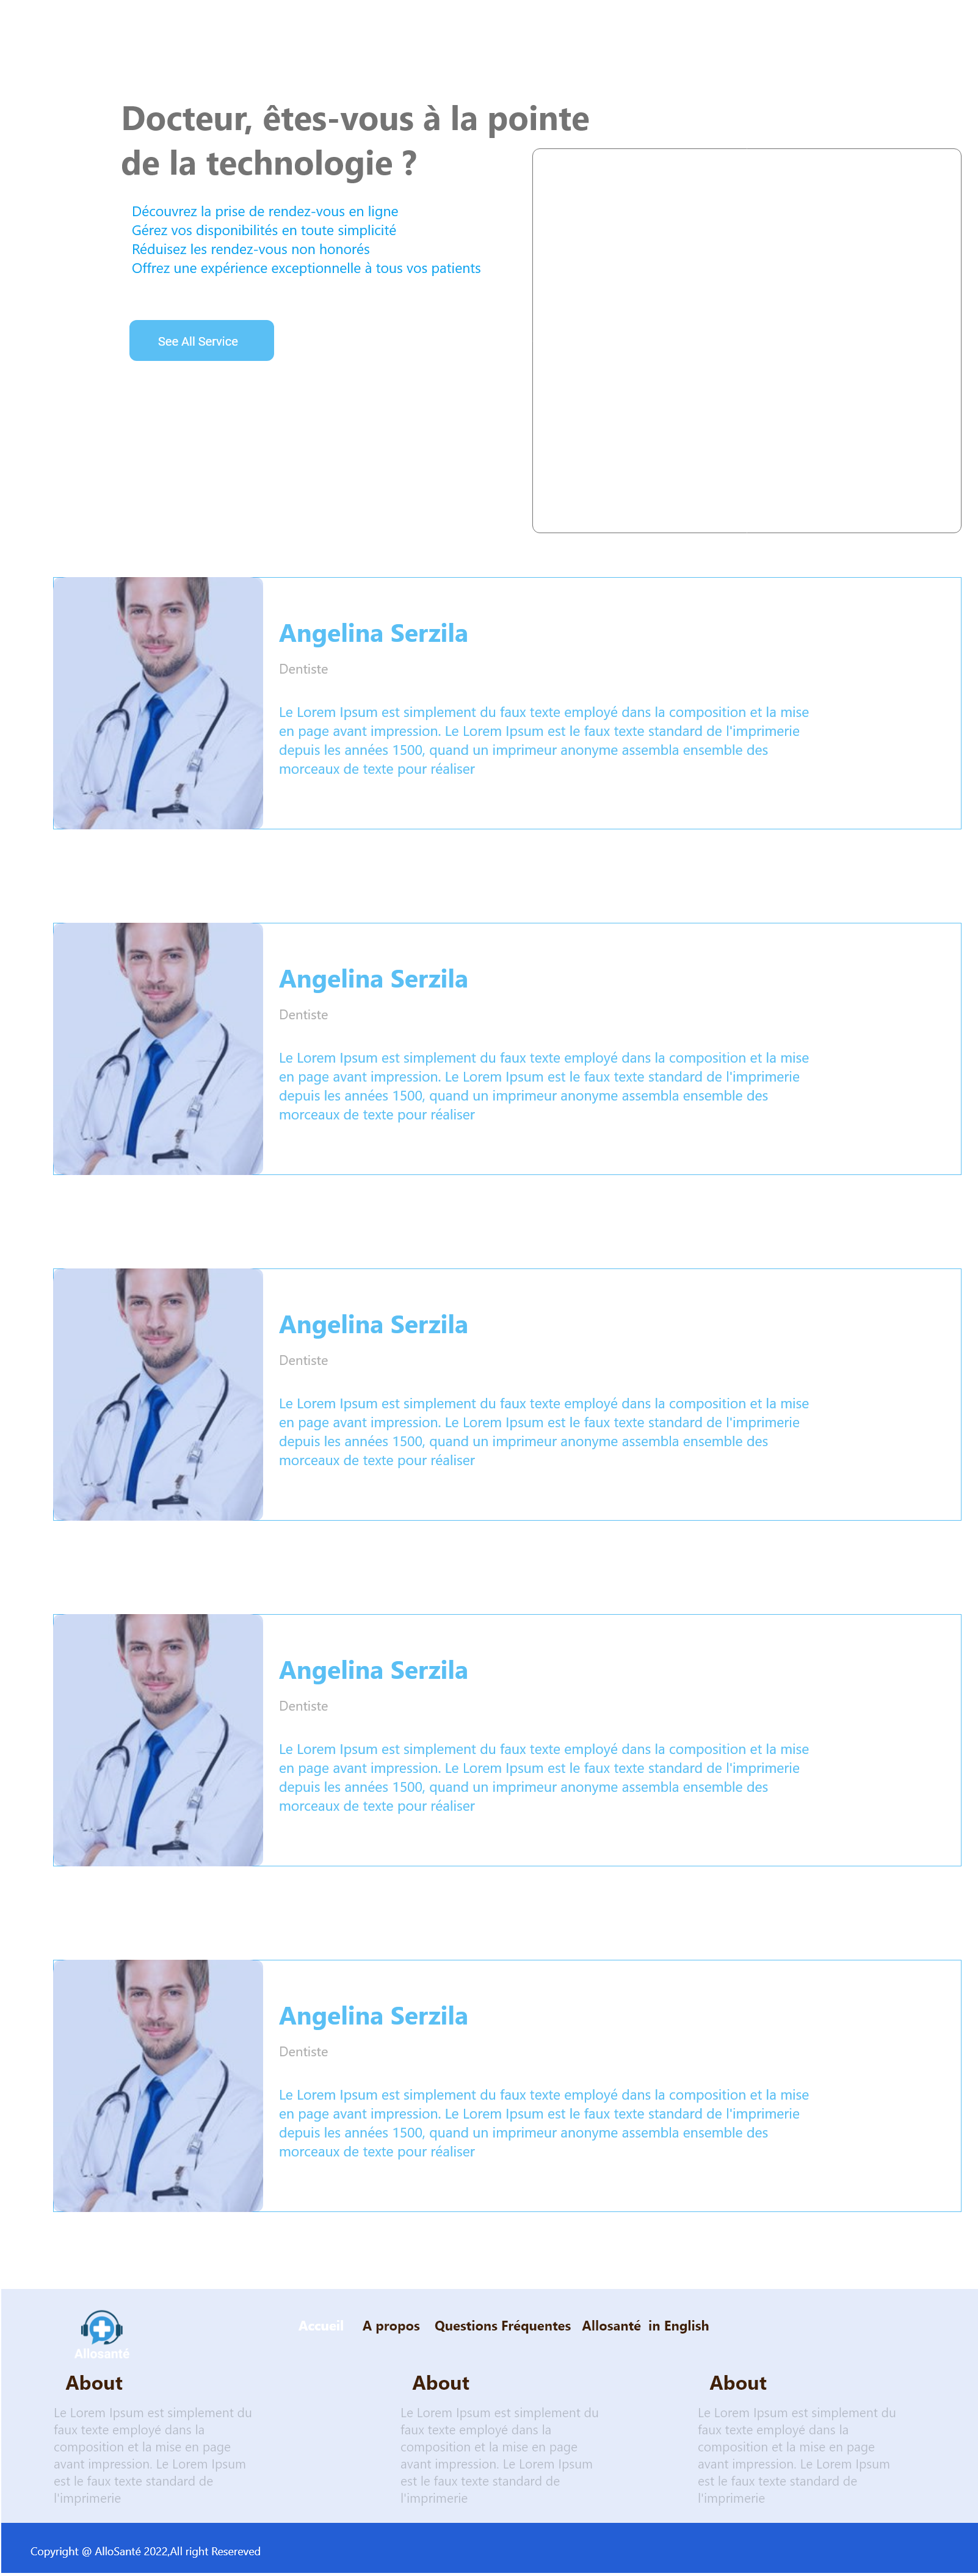 Docteur, êtes-vous à la pointe
de la technologie ?
Découvrez la prise de rendez-vous en ligne
Gérez vos disponibilités en toute simplicité
Réduisez les rendez-vous non honorés
Offrez une expérience exceptionnelle à tous vos patients
See All Service
Angelina Serzila
Dentiste
Le Lorem Ipsum est simplement du faux texte employé dans la composition et la mise
en page avant impression. Le Lorem Ipsum est le faux texte standard de l'imprimerie
depuis les années 1500, quand un imprimeur anonyme assembla ensemble des
morceaux de texte pour réaliser
Angelina Serzila
Dentiste
Le Lorem Ipsum est simplement du faux texte employé dans la composition et la mise
en page avant impression. Le Lorem Ipsum est le faux texte standard de l'imprimerie
depuis les années 1500, quand un imprimeur anonyme assembla ensemble des
morceaux de texte pour réaliser
Angelina Serzila
Dentiste
Le Lorem Ipsum est simplement du faux texte employé dans la composition et la mise
en page avant impression. Le Lorem Ipsum est le faux texte standard de l'imprimerie
depuis les années 1500, quand un imprimeur anonyme assembla ensemble des
morceaux de texte pour réaliser
Angelina Serzila
Dentiste
Le Lorem Ipsum est simplement du faux texte employé dans la composition et la mise
en page avant impression. Le Lorem Ipsum est le faux texte standard de l'imprimerie
depuis les années 1500, quand un imprimeur anonyme assembla ensemble des
morceaux de texte pour réaliser
Angelina Serzila
Dentiste
Le Lorem Ipsum est simplement du faux texte employé dans la composition et la mise
en page avant impression. Le Lorem Ipsum est le faux texte standard de l'imprimerie
depuis les années 1500, quand un imprimeur anonyme assembla ensemble des
morceaux de texte pour réaliser
Allosanté
Accueil A propos Questions Fréquentes Allosanté in English
About
Le Lorem Ipsum est simplement du
faux texte employé dans la
composition et la mise en page
avant impression. Le Lorem Ipsum
est le faux texte standard de
l'imprimerie
About
Le Lorem Ipsum est simplement du
faux texte employé dans la
composition et la mise en page
avant impression. Le Lorem Ipsum
est le faux texte standard de
l'imprimerie
About
Le Lorem Ipsum est simplement du
faux texte employé dans la
composition et la mise en page
avant impression. Le Lorem Ipsum
est le faux texte standard de
l'imprimerie
Copyright @ AlloSanté 2022,All right Resereved